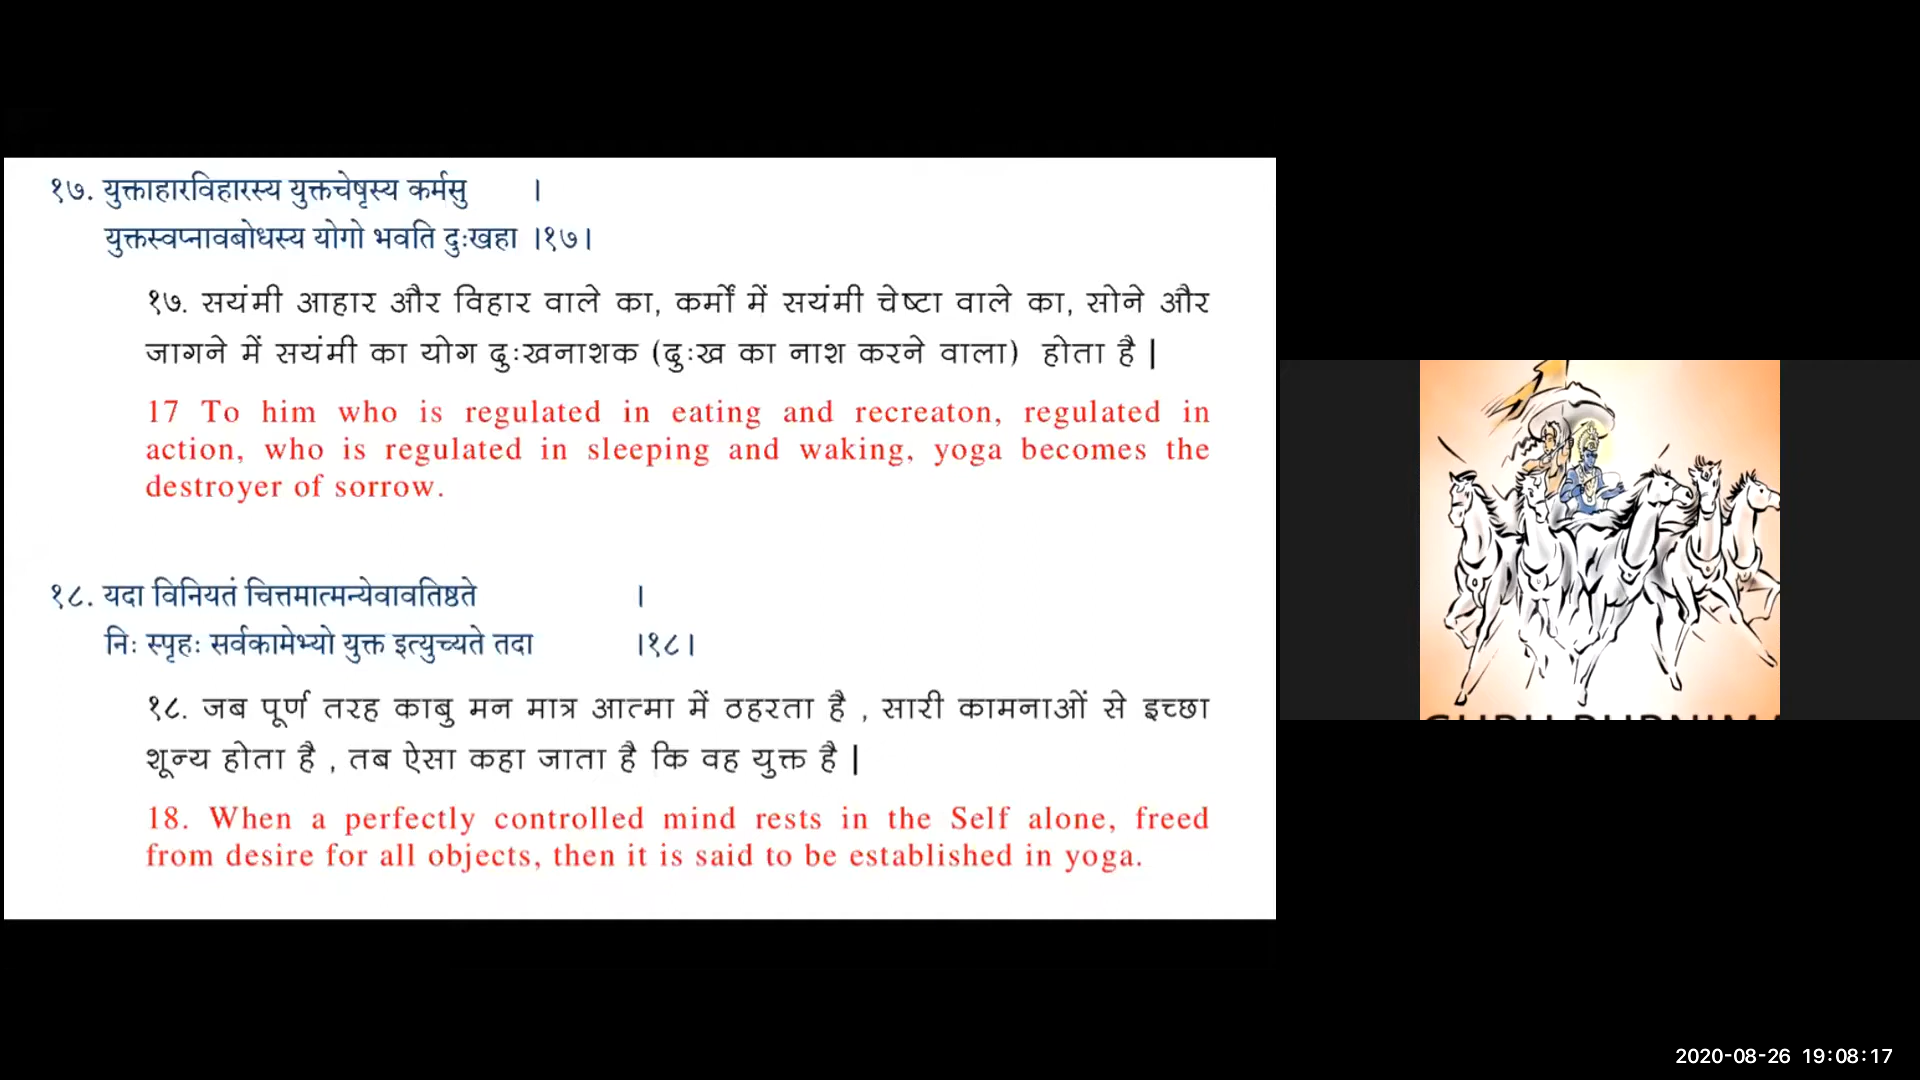 १७. युक्ताहारविहारस्य युक्तचेष्टस्य कर्मसु ।
युक्तस्वप्नावबोधस्य योगो भवति दुःखहा ।१७।
१७. सयंमी आहार और विहार वाले का, कर्मों में सयंमी चेष्टा वाले का, सोने और
जागने में सयंमी का योग दुःखनाशक (दुःख का नाश करने वाला) होता है |
17 To him who is regulated in eating and recreaton, regulated in
action, who is regulated in sleeping and waking, yoga becomes the
destroyer of sorrow.
१८. यदा विनियतं चित्तमात्मन्येवावतिष्ठते ।
निः स्पृहः सर्वकामेभ्यो युक्त इत्युच्यते तदा ।१८।
१८. जब पूर्ण तरह काबु मन मात्र आत्मा में ठहरता है , सारी कामनाओं से इच्छा
शून्य होता है , तब ऐसा कहा जाता है कि वह युक्त है |
18. When a perfectly controlled mind rests in the Self alone, freed
from desire for all objects, then it is said to be established in yoga.
2020-08-26 19:08:17